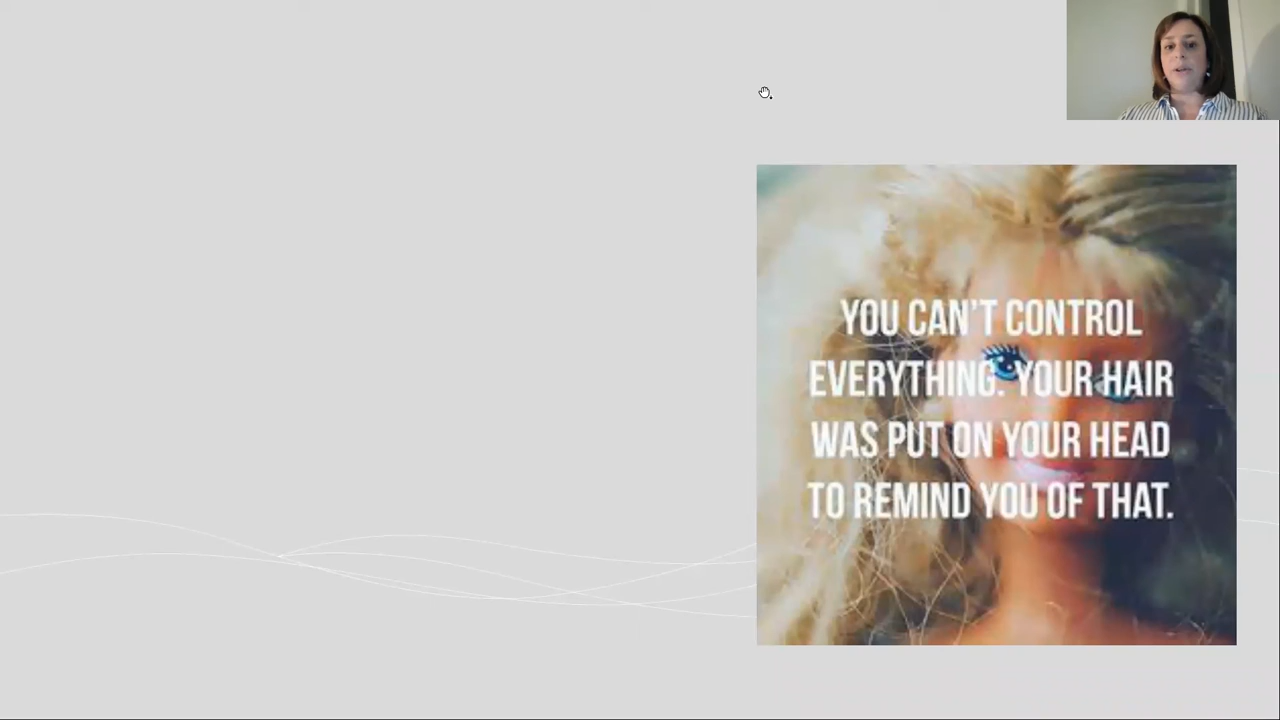 YOU CAN'T CONTROL
EVERYTHING. YOUR HAIR
WAS PUT ON YOUR HEAD
TO REMIND YOU OF THAT.